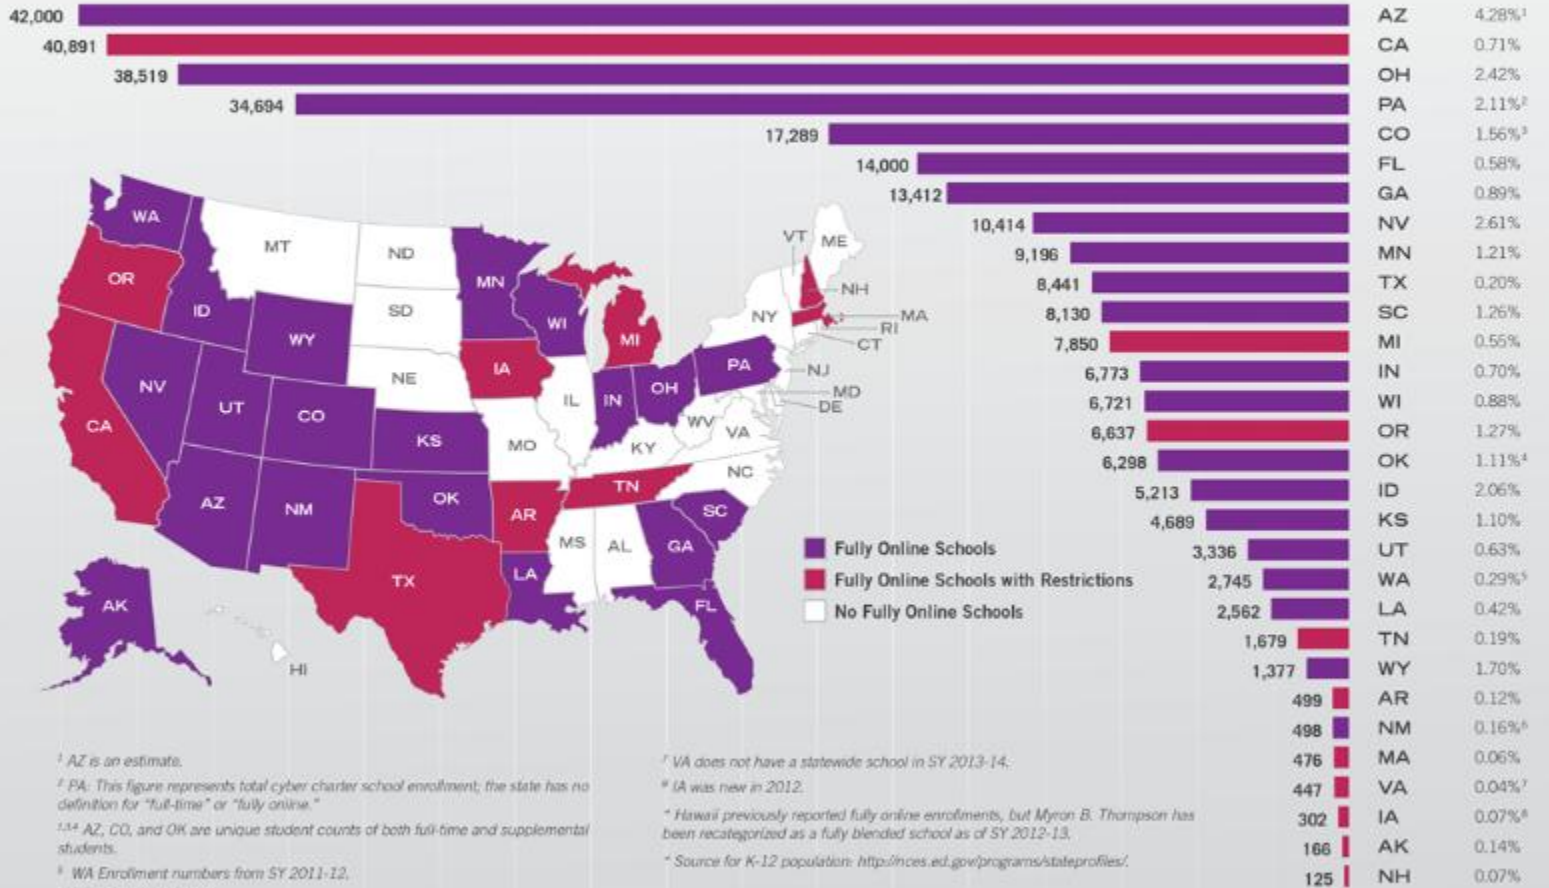 42,000 AZ 4.28%¹
40,891 CA 0.71%
38,519 OH 2.42%
34,694 PA 2.11%²
17,289 CO 1.56%³
14,000 FL 0.58%
13,412 GA 0.89%
10,414 NV 2.61%
9,196 MN 1.21%
8,441 TX 0.20%
8,130 SC 1.26%
7,850 MI 0.55%
6,773 IN 0.70%
6,721 WI 0.88%
6,637 OR 1.27%
6,298 OK 1.11%⁴
5,213 ID 2.06%
4,689 KS 1.10%
3,336 UT 0.63%
2,745 WA 0.29%⁵
2,562 LA 0.42%
1,679 TN 0.19%
1,377 WY 1.70%
499 AR 0.12%
498 NM 0.16%⁶
476 MA 0.06%
447 VA 0.04%⁷
302 IA 0.07%⁸
166 AK 0.14%
125 NH 0.07%
WA
MT
ND
MN
VT
ME
OR
ID
SD
WI
NY
NH
MA
RI
CT
WY
MI
IA
PA
NJ
NE
NV
UT
CO
IL
IN
OH
MD
DE
CA
KS
MO
WV
VA
KY
NC
AZ
NM
OK
AR
TN
SC
MS
AL
GA
TX
LA
FL
AK
HI
Fully Online Schools
Fully Online Schools with Restrictions
No Fully Online Schools
¹ AZ is an estimate.
² PA: This figure represents total cyber charter school enrollment; the state has no
definition for "full-time" or "fully online."
¹,³,⁴ AZ, CO, and OK are unique student counts of both full-time and supplemental
students.
⁵ WA Enrollment numbers from SY 2011-12.
⁷ VA does not have a statewide school in SY 2013-14.
⁸ IA was new in 2012.
* Hawaii previously reported fully online enrollments, but Myron B. Thompson has
been recategorized as a fully blended school as of SY 2012-13.
* Source for K-12 population: http://nces.ed.gov/programs/stateprofiles/.